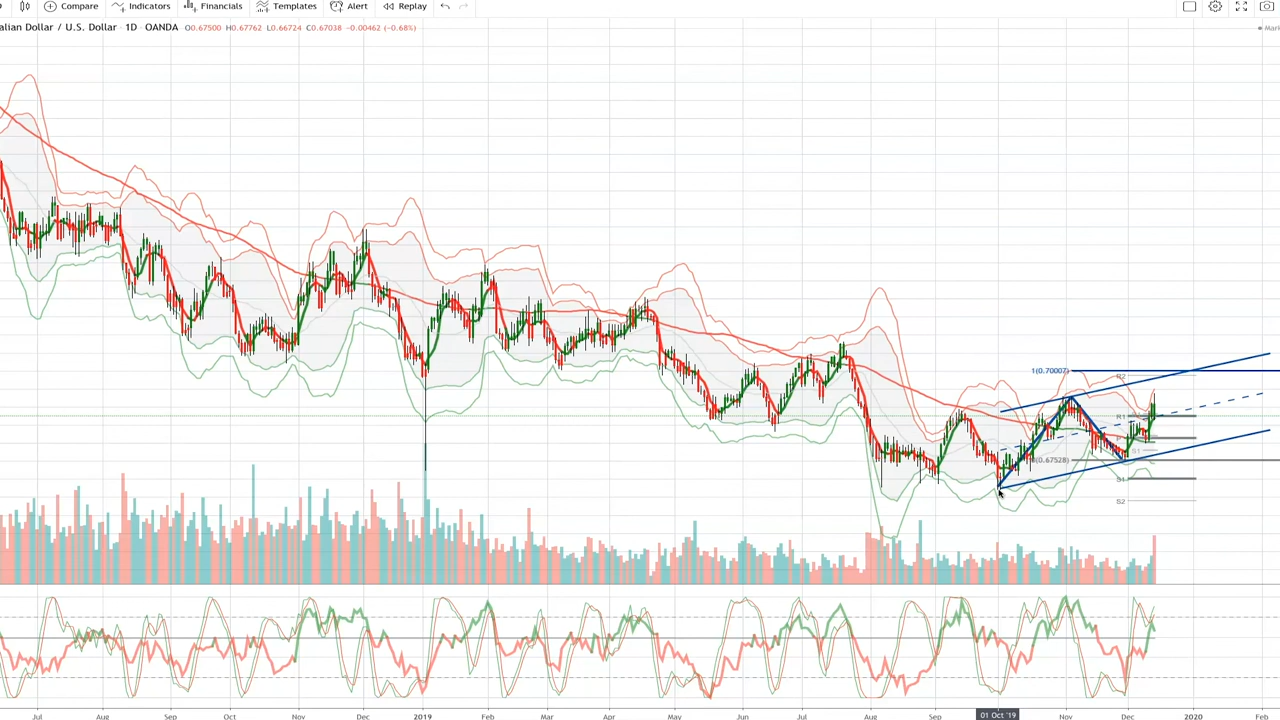 Compare Indicators Financials Templates Alert Replay
alian Dollar / U.S. Dollar · 1D · OANDA O0.67500 H0.67762 L0.66724 C0.67038 -0.00462 (-0.68%)
Mar
1(0.70007)
R2
R1
P
S1
(0.67528)
S1
S2
Jul Aug Sep Oct Nov Dec 2019 Feb Mar Apr May Jun Jul Aug Sep 01 Oct '19 Nov Dec 2020 Feb